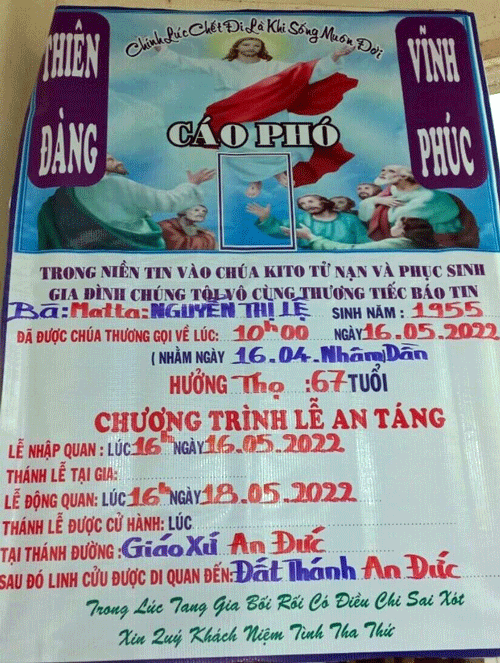 Chính Lúc Chết Đi Là Khi Sống Muôn Đời
THIÊN ĐÀNG
VĨNH PHÚC
CÁO PHÓ
TRONG NIỀN TIN VÀO CHÚA KITO TỬ NẠN VÀ PHỤC SINH
GIA ĐÌNH CHÚNG TÔI VÔ CÙNG THƯƠNG TIẾC BÁO TIN
Bà: Matta: NGUYỄN THỊ LỆ SINH NĂM : 1955
ĐÃ ĐƯỢC CHÚA THƯƠNG GỌI VỀ LÚC: 10h00 NGÀY 16.05.2022
( NHẰM NGÀY 16.04.Nhâm Dần
HƯỞNG Thọ : 67 TUỔI
CHƯƠNG TRÌNH LỄ AN TÁNG
LỄ NHẬP QUAN : LÚC 16h NGÀY 16.05.2022
THÁNH LỄ TẠI GIA:
LỄ ĐỘNG QUAN: LÚC 16h NGÀY 18.05.2022
THÁNH LỄ ĐƯỢC CỬ HÀNH: LÚC
TẠI THÁNH ĐƯỜNG : Giáo Xứ An Đức
SAU ĐÓ LINH CỬU ĐƯỢC DI QUAN ĐẾN: Đất Thánh An Đức
Trong Lúc Tang Gia Bối Rối Có Điều Chi Sai Xót
Xin Quý Khách Niệm Tình Tha Thứ